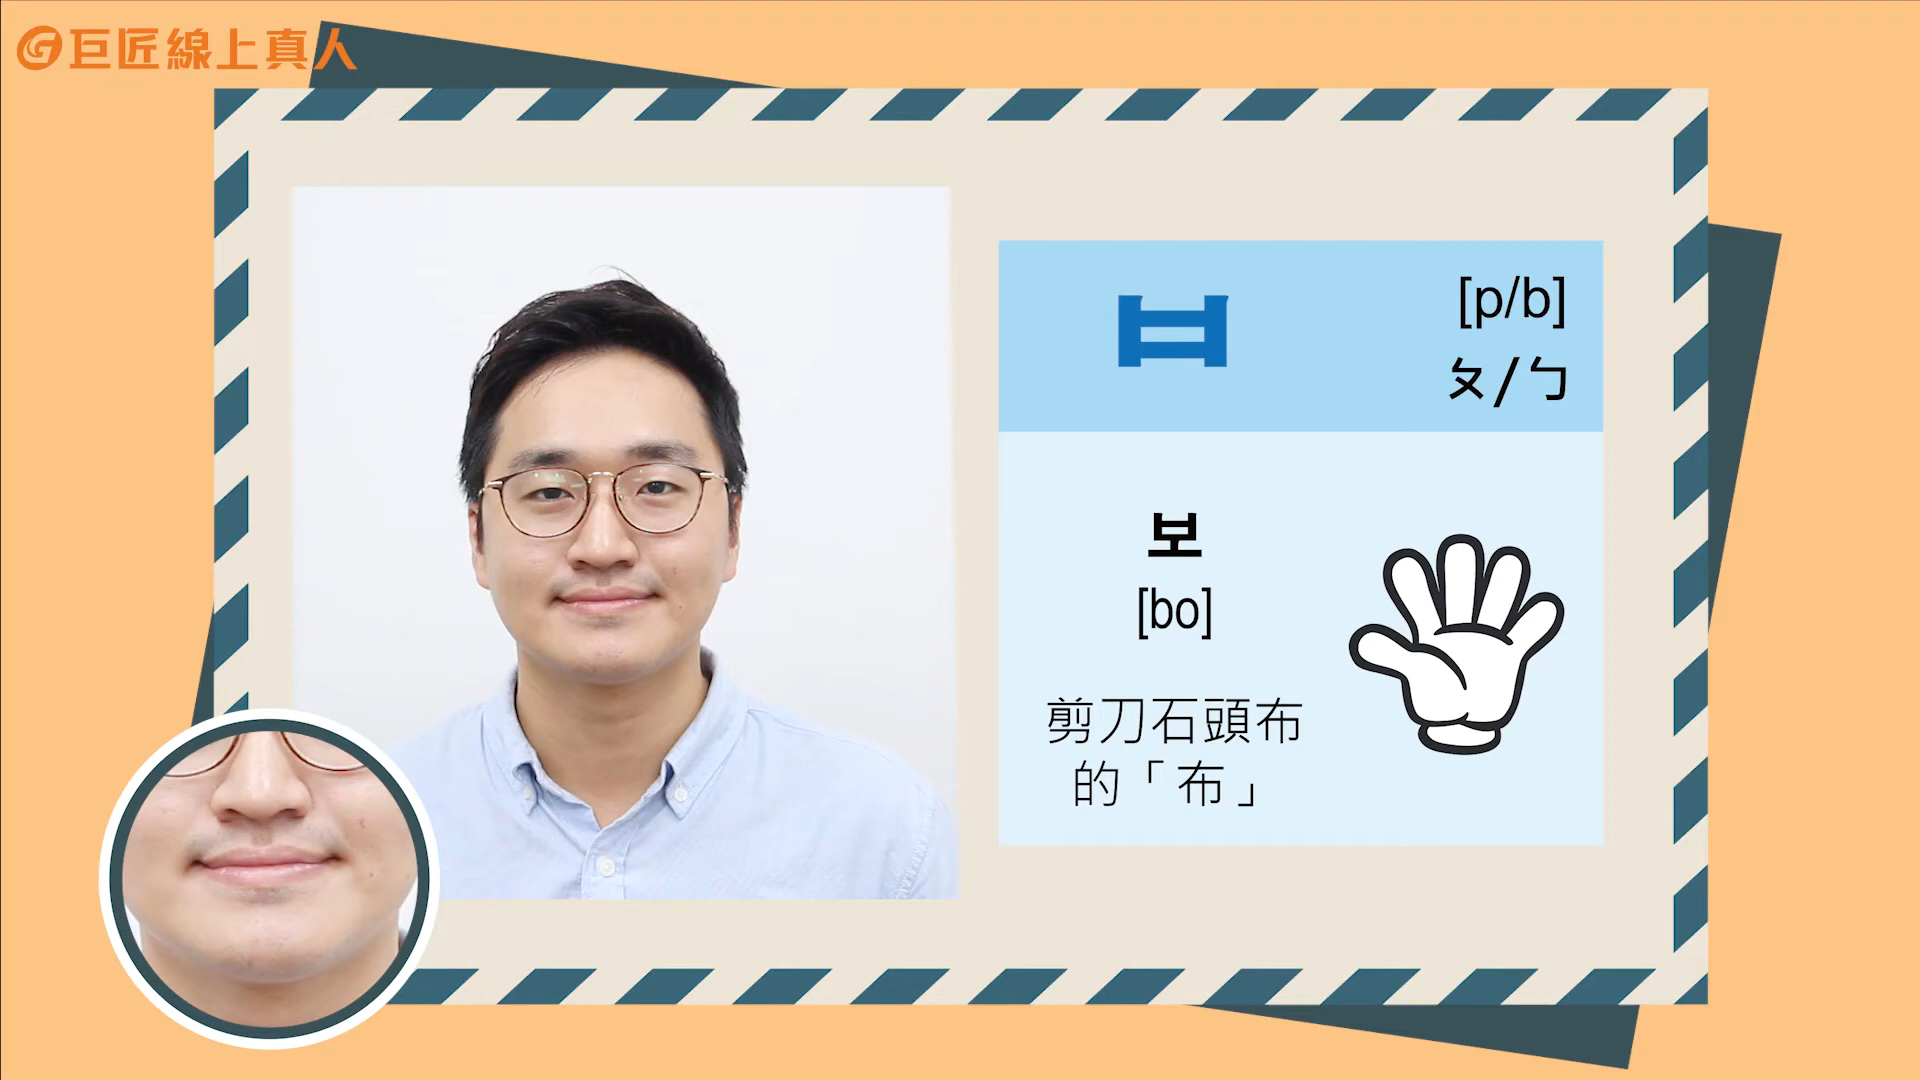 巨匠線上真人
ㅂ
[p/b]
ㄆ/ㄅ
보
[bo]
剪刀石頭布
的「布」